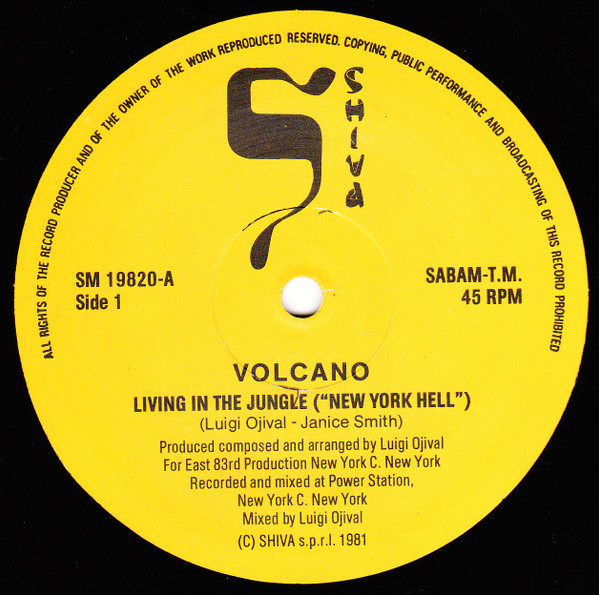 ALL RIGHTS OF THE RECORD PRODUCER AND OF THE OWNER OF THE WORK REPRODUCED RESERVED. COPYING, PUBLIC PERFORMANCE AND BROADCASTING OF THIS RECORD PROHIBITED
SHIVA
SM 19820-A
Side 1
SABAM-T.M.
45 RPM
VOLCANO
LIVING IN THE JUNGLE ("NEW YORK HELL")
(Luigi Ojival - Janice Smith)
Produced composed and arranged by Luigi Ojival
For East 83rd Production New York C. New York
Recorded and mixed at Power Station,
New York C. New York
Mixed by Luigi Ojival
(C) SHIVA s.p.r.l. 1981